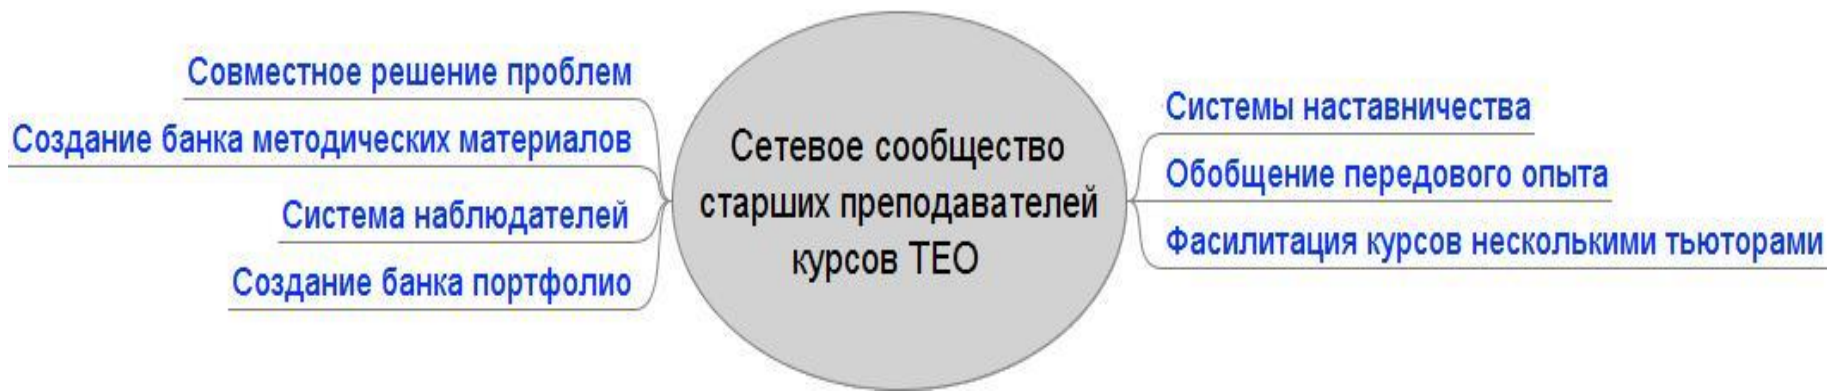 Совместное решение проблем
Создание банка методических материалов
Система наблюдателей
Создание банка портфолио
Сетевое сообщество
старших преподавателей
курсов ТЕО
Системы наставничества
Обобщение передового опыта
Фасилитация курсов несколькими тьюторами